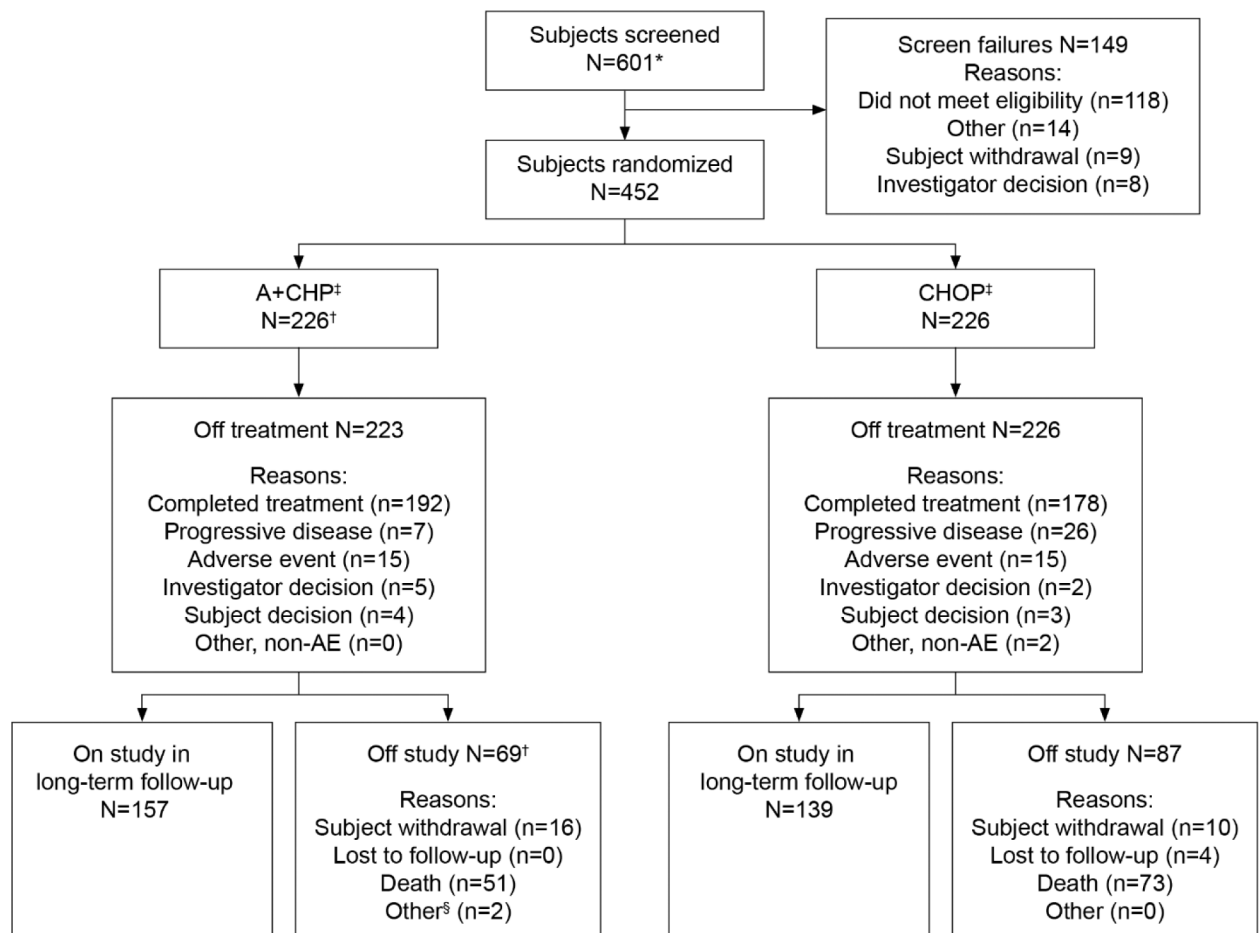 Subjects screened
N=601*
Screen failures N=149
Reasons:
Did not meet eligibility (n=118)
Other (n=14)
Subject withdrawal (n=9)
Investigator decision (n=8)
Subjects randomized
N=452
A+CHP‡
N=226†
CHOP‡
N=226
Off treatment N=223
Reasons:
Completed treatment (n=192)
Progressive disease (n=7)
Adverse event (n=15)
Investigator decision (n=5)
Subject decision (n=4)
Other, non-AE (n=0)
Off treatment N=226
Reasons:
Completed treatment (n=178)
Progressive disease (n=26)
Adverse event (n=15)
Investigator decision (n=2)
Subject decision (n=3)
Other, non-AE (n=2)
On study in
long-term follow-up
N=157
Off study N=69†
Reasons:
Subject withdrawal (n=16)
Lost to follow-up (n=0)
Death (n=51)
Other§ (n=2)
On study in
long-term follow-up
N=139
Off study N=87
Reasons:
Subject withdrawal (n=10)
Lost to follow-up (n=4)
Death (n=73)
Other (n=0)